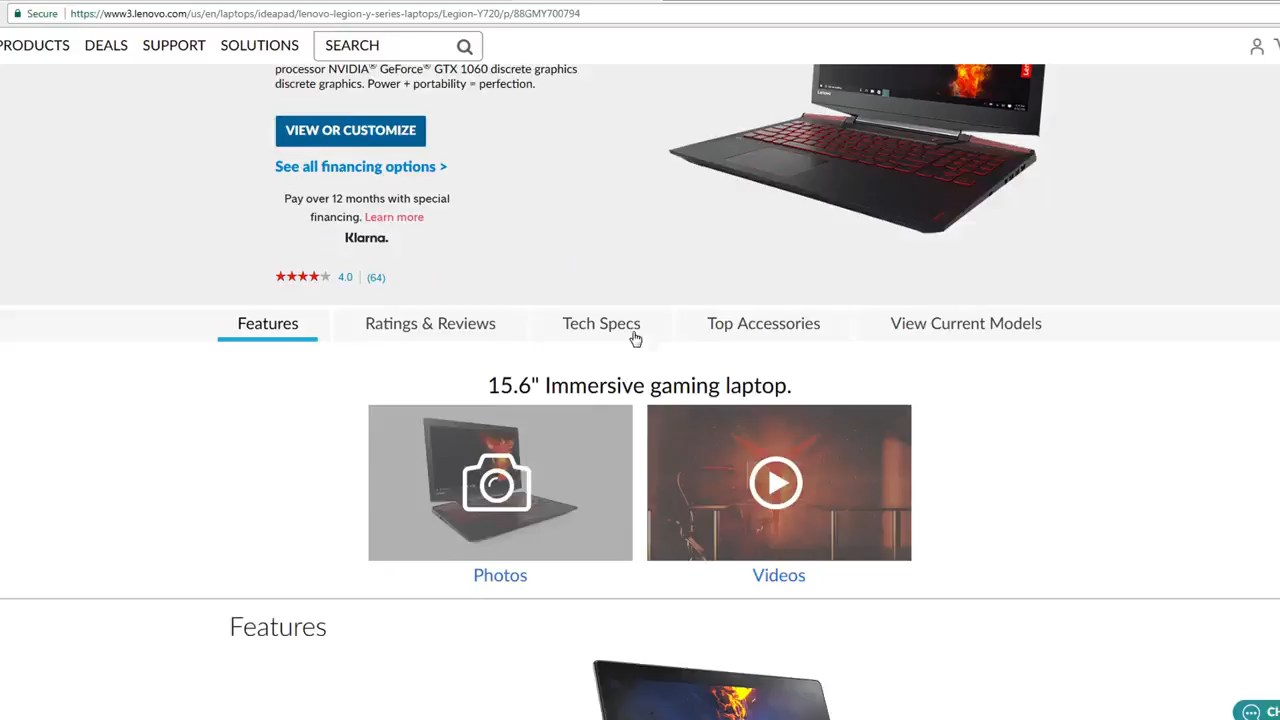 Secure
https://www3.lenovo.com/us/en/laptops/ideapad/lenovo-legion-y-series-laptops/Legion-Y720/p/88GMY700794
PRODUCTS DEALS SUPPORT SOLUTIONS SEARCH
processor NVIDIA® GeForce® GTX 1060 discrete graphics
discrete graphics. Power + portability = perfection.
VIEW OR CUSTOMIZE
See all financing options >
Pay over 12 months with special
financing. Learn more
Klarna.
4.0 (64)
Features Ratings & Reviews Tech Specs Top Accessories View Current Models
15.6" Immersive gaming laptop.
Photos Videos
Features